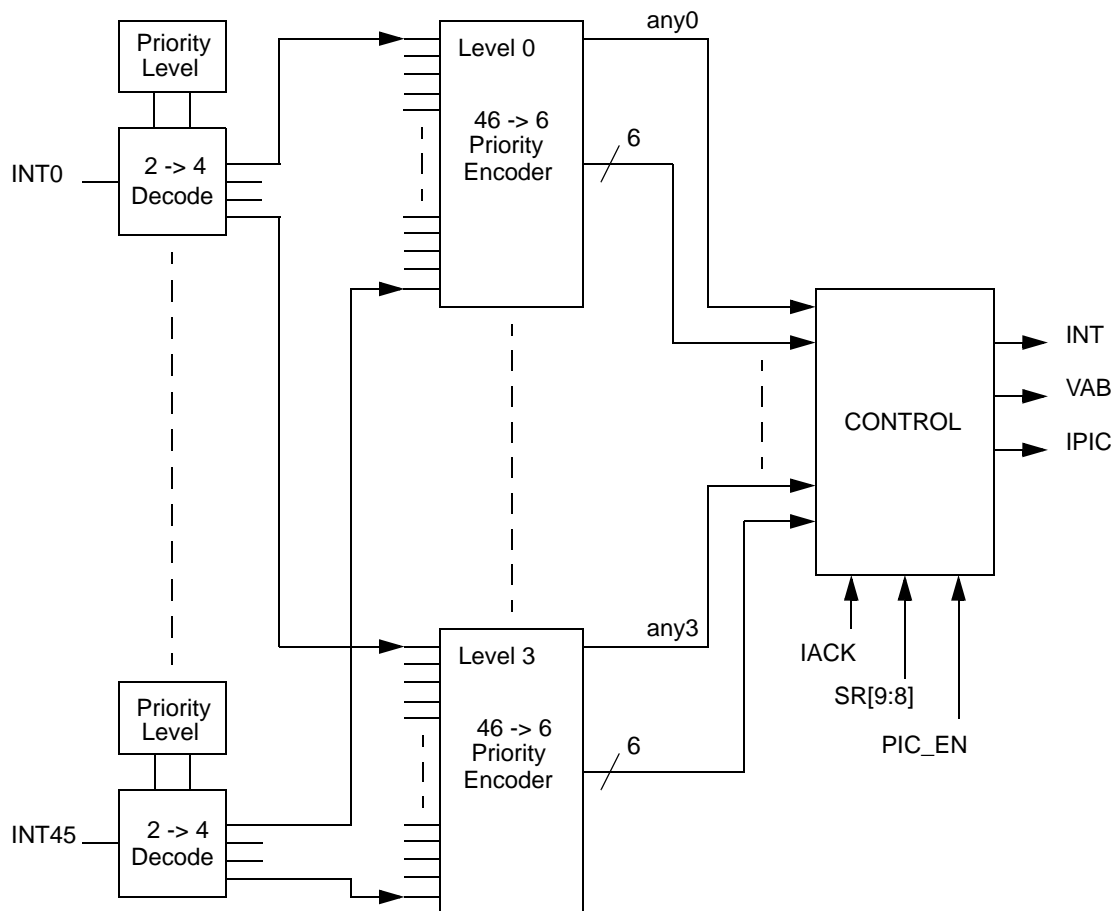 Priority
Level
INT0
2 -> 4
Decode
Level 0
46 -> 6
Priority
Encoder
any0
6
CONTROL
INT
VAB
IPIC
IACK
SR[9:8]
PIC_EN
Priority
Level
INT45
2 -> 4
Decode
Level 3
46 -> 6
Priority
Encoder
any3
6